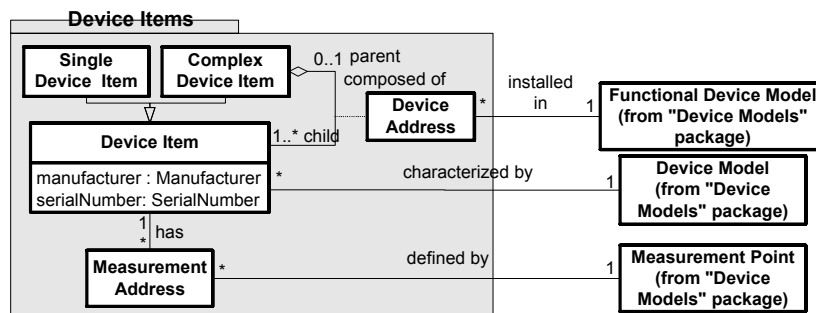 Device Items
Single
Device Item
Complex
Device Item
0..1
parent
composed of
Device
Address
*
installed
in
1
Functional Device Model
(from "Device Models"
package)
Device Item
1..* child
manufacturer : Manufacturer
serialNumber: SerialNumber
*
characterized by
1
Device Model
(from "Device
Models" package)
1
*
has
Measurement
Address
*
defined by
1
Measurement Point
(from "Device
Models" package)